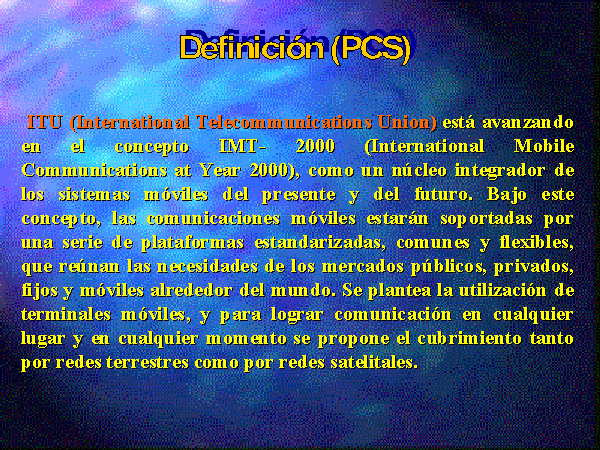 Definición (PCS)
ITU (International Telecommunications Union) está avanzando
en el concepto IMT- 2000 (International Mobile
Communications at Year 2000), como un núcleo integrador de
los sistemas móviles del presente y del futuro. Bajo este
concepto, las comunicaciones móviles estarán soportadas por
una serie de plataformas estandarizadas, comunes y flexibles,
que reúnan las necesidades de los mercados públicos, privados,
fijos y móviles alrededor del mundo. Se plantea la utilización de
terminales móviles, y para lograr comunicación en cualquier
lugar y en cualquier momento se propone el cubrimiento tanto
por redes terrestres como por redes satelitales.